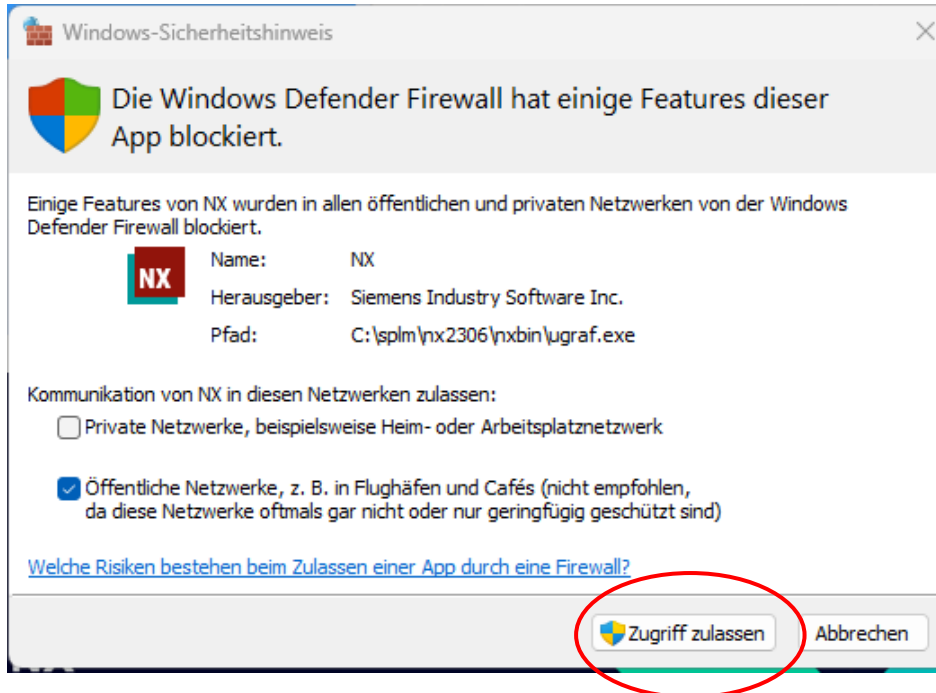 Windows-Sicherheitshinweis
Die Windows Defender Firewall hat einige Features dieser
App blockiert.
Einige Features von NX wurden in allen öffentlichen und privaten Netzwerken von der Windows
Defender Firewall blockiert.
NX
Name: NX
Herausgeber: Siemens Industry Software Inc.
Pfad: C:\splm\nx2306\nxbin\ugraf.exe
Kommunikation von NX in diesen Netzwerken zulassen:
Private Netzwerke, beispielsweise Heim- oder Arbeitsplatznetzwerk
Öffentliche Netzwerke, z. B. in Flughäfen und Cafés (nicht empfohlen,
da diese Netzwerke oftmals gar nicht oder nur geringfügig geschützt sind)
Welche Risiken bestehen beim Zulassen einer App durch eine Firewall?
Zugriff zulassen Abbrechen